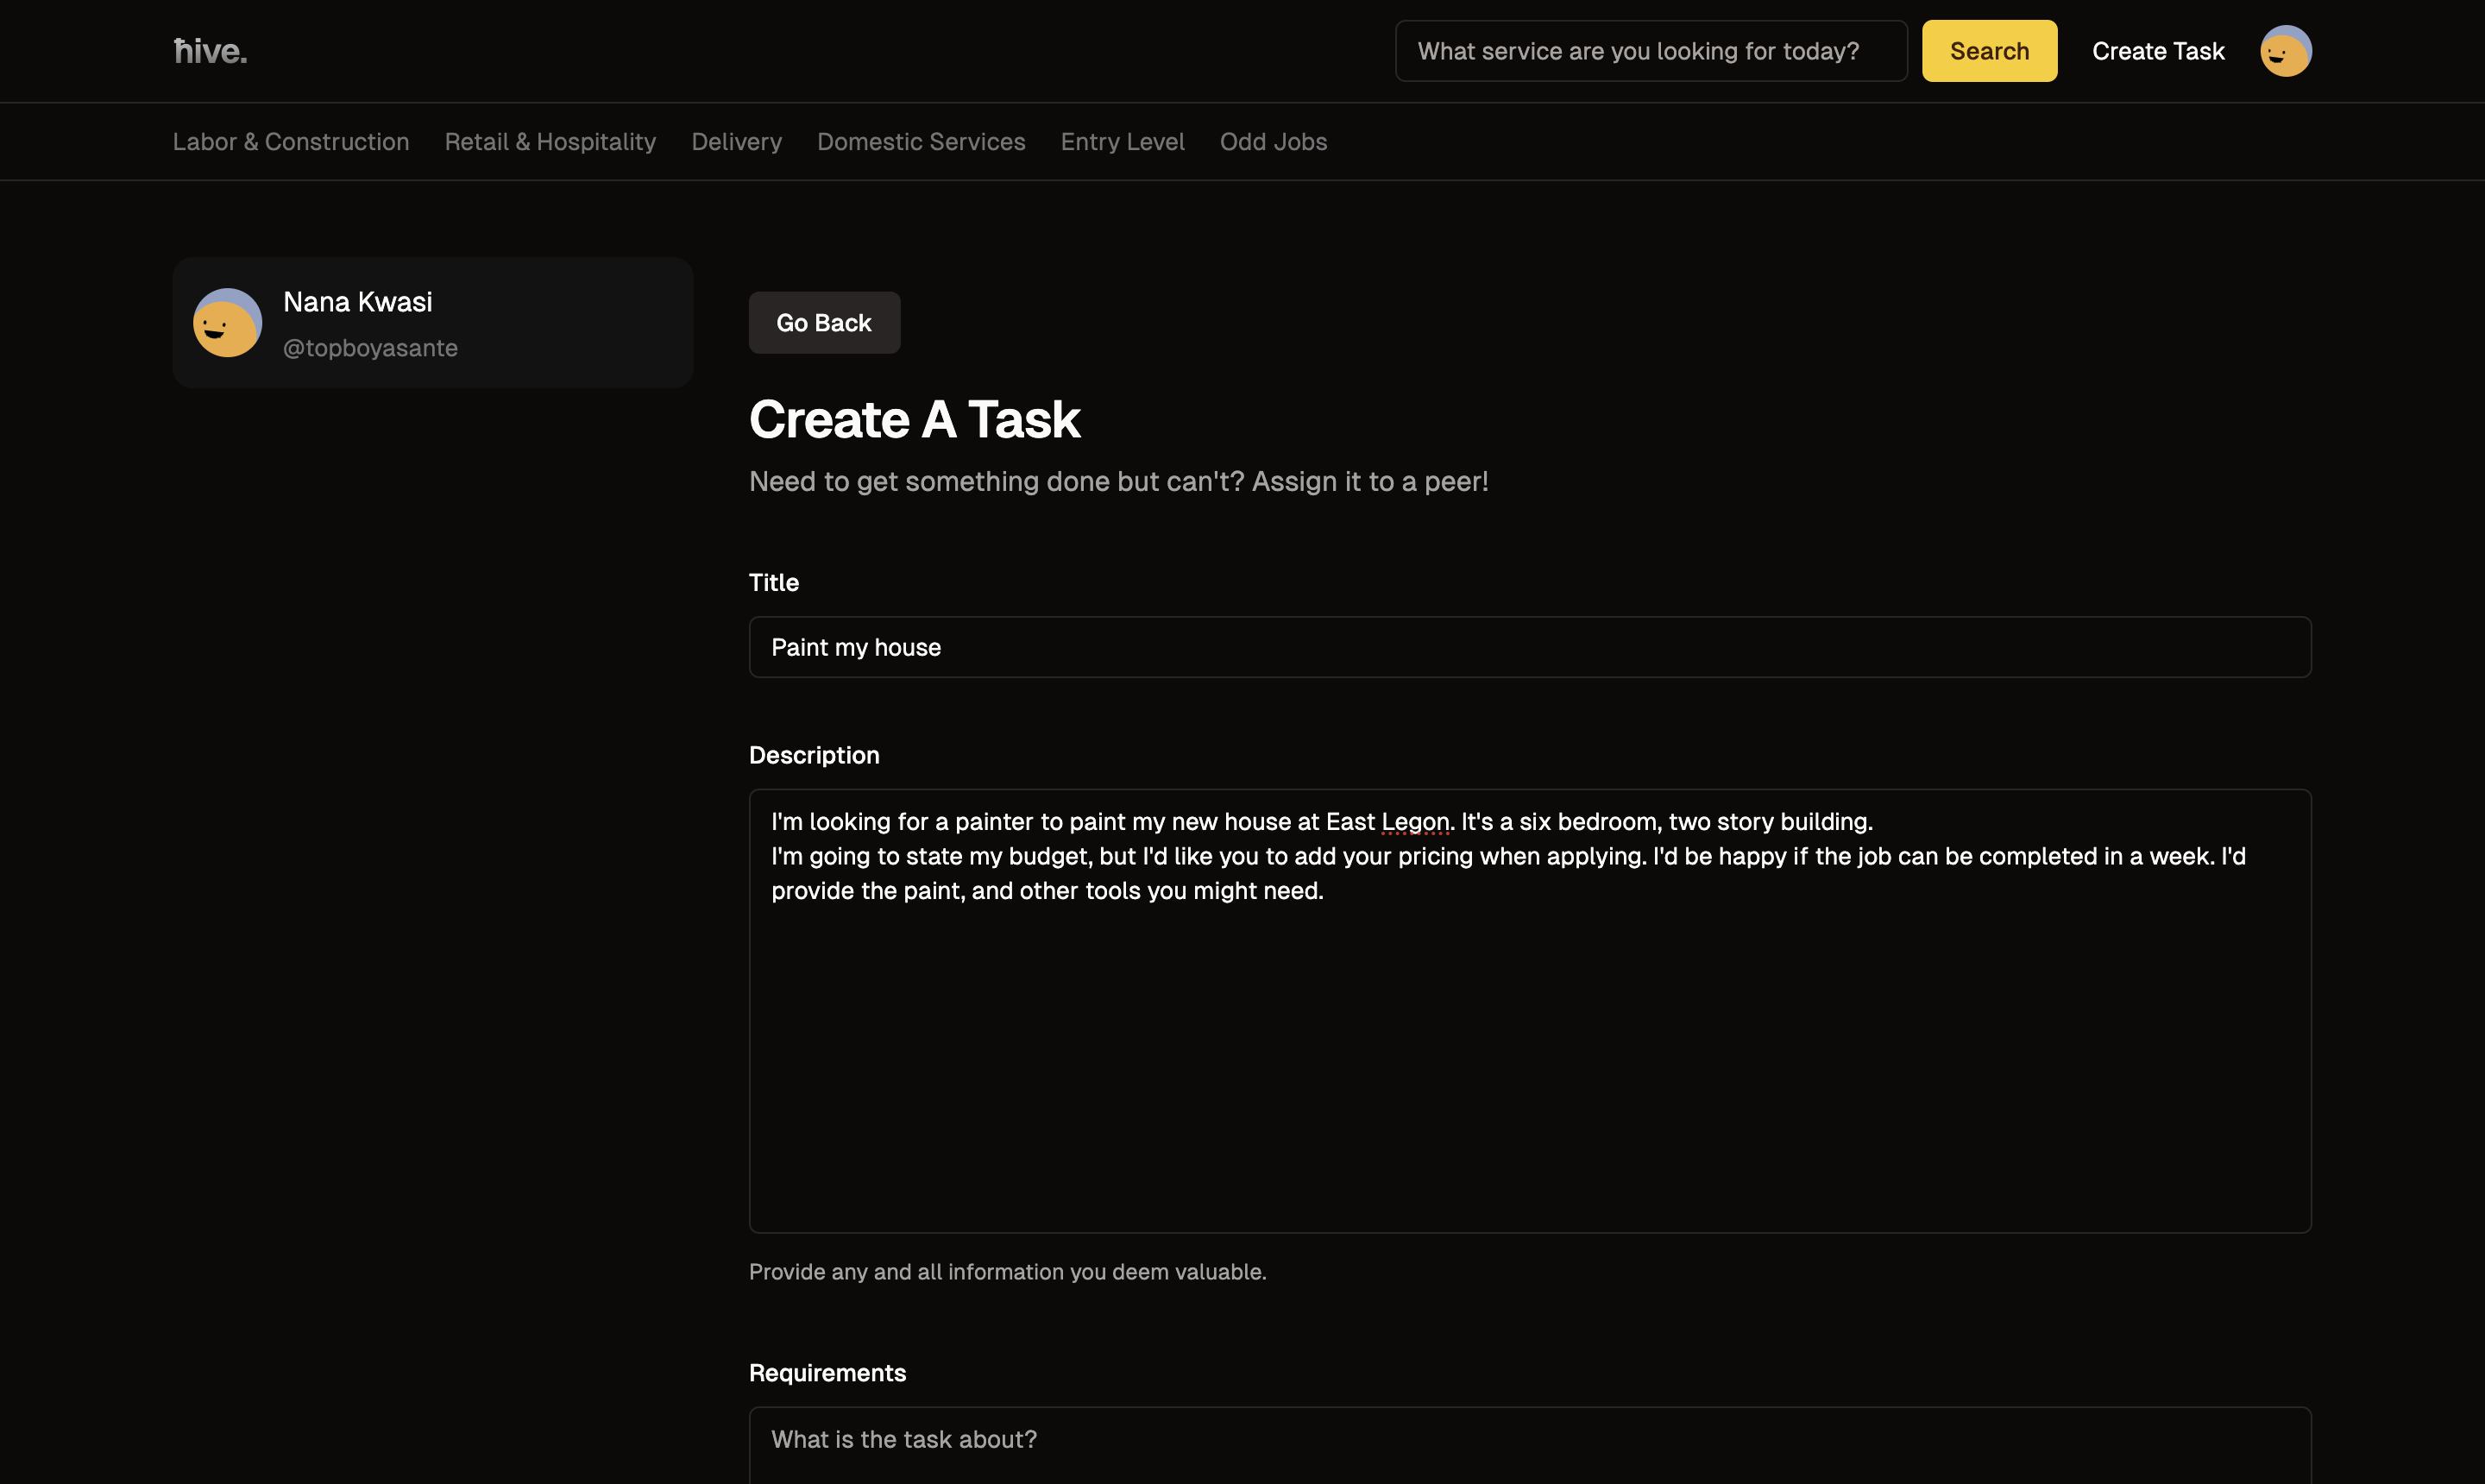 hive.
What service are you looking for today?
Search
Create Task
Labor & Construction
Retail & Hospitality
Delivery
Domestic Services
Entry Level
Odd Jobs
Nana Kwasi
@topboyasante
Go Back
Create A Task
Need to get something done but can't? Assign it to a peer!
Title
Paint my house
Description
I'm looking for a painter to paint my new house at East Legon. It's a six bedroom, two story building.
I'm going to state my budget, but I'd like you to add your pricing when applying. I'd be happy if the job can be completed in a week. I'd
provide the paint, and other tools you might need.
Provide any and all information you deem valuable.
Requirements
What is the task about?